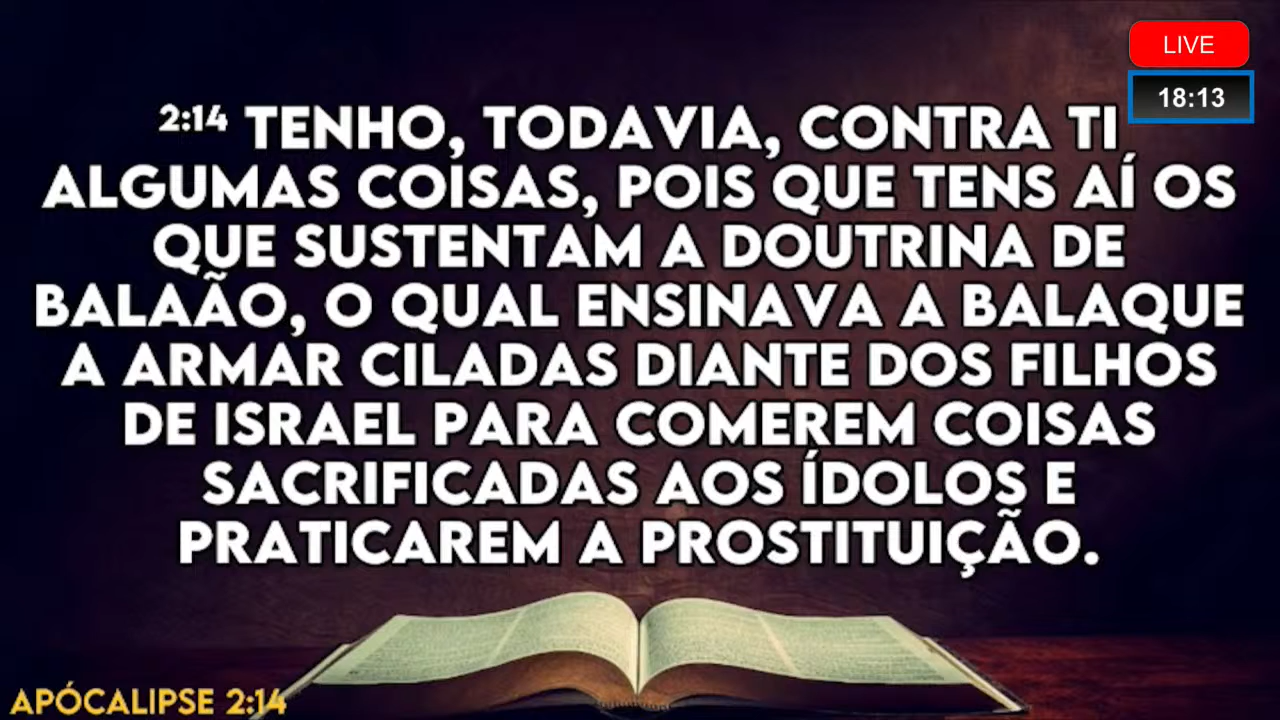 LIVE
18:13
2:14 TENHO, TODAVIA, CONTRA TI
ALGUMAS COISAS, POIS QUE TENS AÍ OS
QUE SUSTENTAM A DOUTRINA DE
BALAÃO, O QUAL ENSINAVA A BALAQUE
A ARMAR CILADAS DIANTE DOS FILHOS
DE ISRAEL PARA COMEREM COISAS
SACRIFICADAS AOS ÍDOLOS E
PRATICAREM A PROSTITUIÇÃO.
APÓCALIPSE 2:14